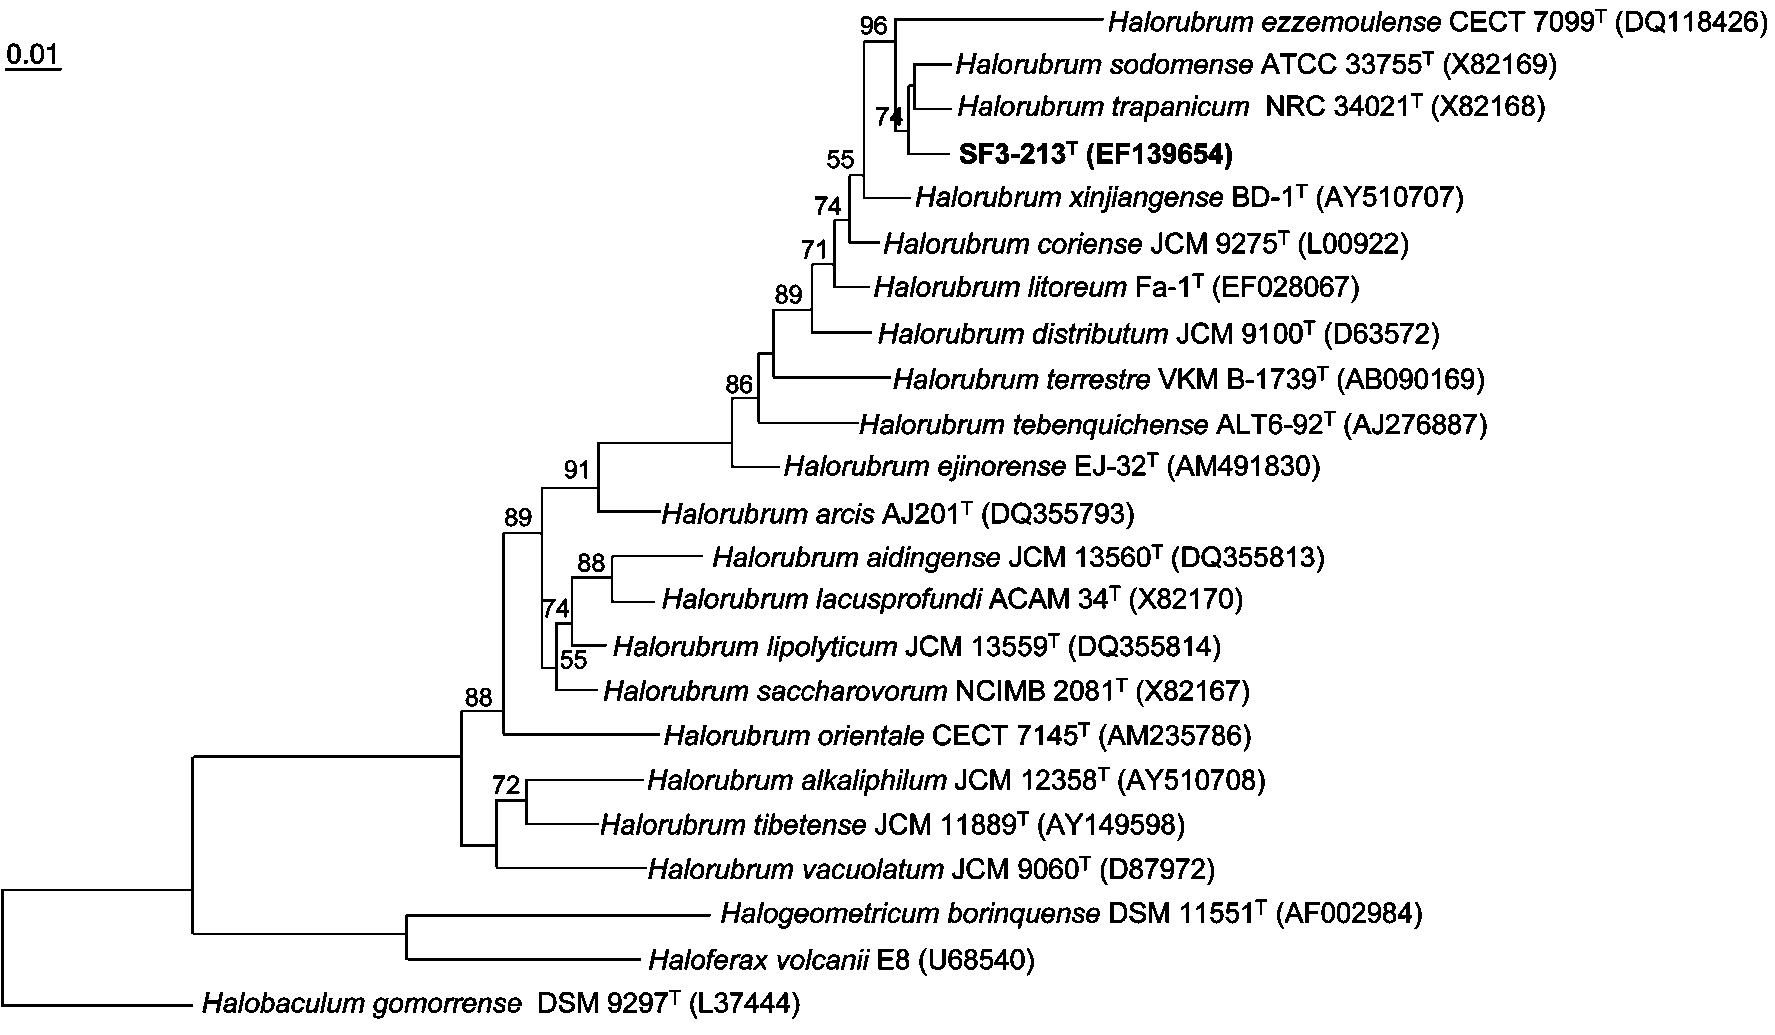 96
Halorubrum ezzemoulense CECT 7099ᵀ (DQ118426)
0.01
Halorubrum sodomense ATCC 33755ᵀ (X82169)
Halorubrum trapanicum NRC 34021ᵀ (X82168)
74
SF3-213ᵀ (EF139654)
55
Halorubrum xinjiangense BD-1ᵀ (AY510707)
74
Halorubrum coriense JCM 9275ᵀ (L00922)
71
Halorubrum litoreum Fa-1ᵀ (EF028067)
89
Halorubrum distributum JCM 9100ᵀ (D63572)
Halorubrum terrestre VKM B-1739ᵀ (AB090169)
86
Halorubrum tebenquichense ALT6-92ᵀ (AJ276887)
Halorubrum ejinorense EJ-32ᵀ (AM491830)
91
Halorubrum arcis AJ201ᵀ (DQ355793)
89
Halorubrum aidingense JCM 13560ᵀ (DQ355813)
88
Halorubrum lacusprofundi ACAM 34ᵀ (X82170)
74
Halorubrum lipolyticum JCM 13559ᵀ (DQ355814)
55
Halorubrum saccharovorum NCIMB 2081ᵀ (X82167)
88
Halorubrum orientale CECT 7145ᵀ (AM235786)
Halorubrum alkaliphilum JCM 12358ᵀ (AY510708)
72
Halorubrum tibetense JCM 11889ᵀ (AY149598)
Halorubrum vacuolatum JCM 9060ᵀ (D87972)
Halogeometricum borinquense DSM 11551ᵀ (AF002984)
Haloferax volcanii E8 (U68540)
Halobaculum gomorrense DSM 9297ᵀ (L37444)